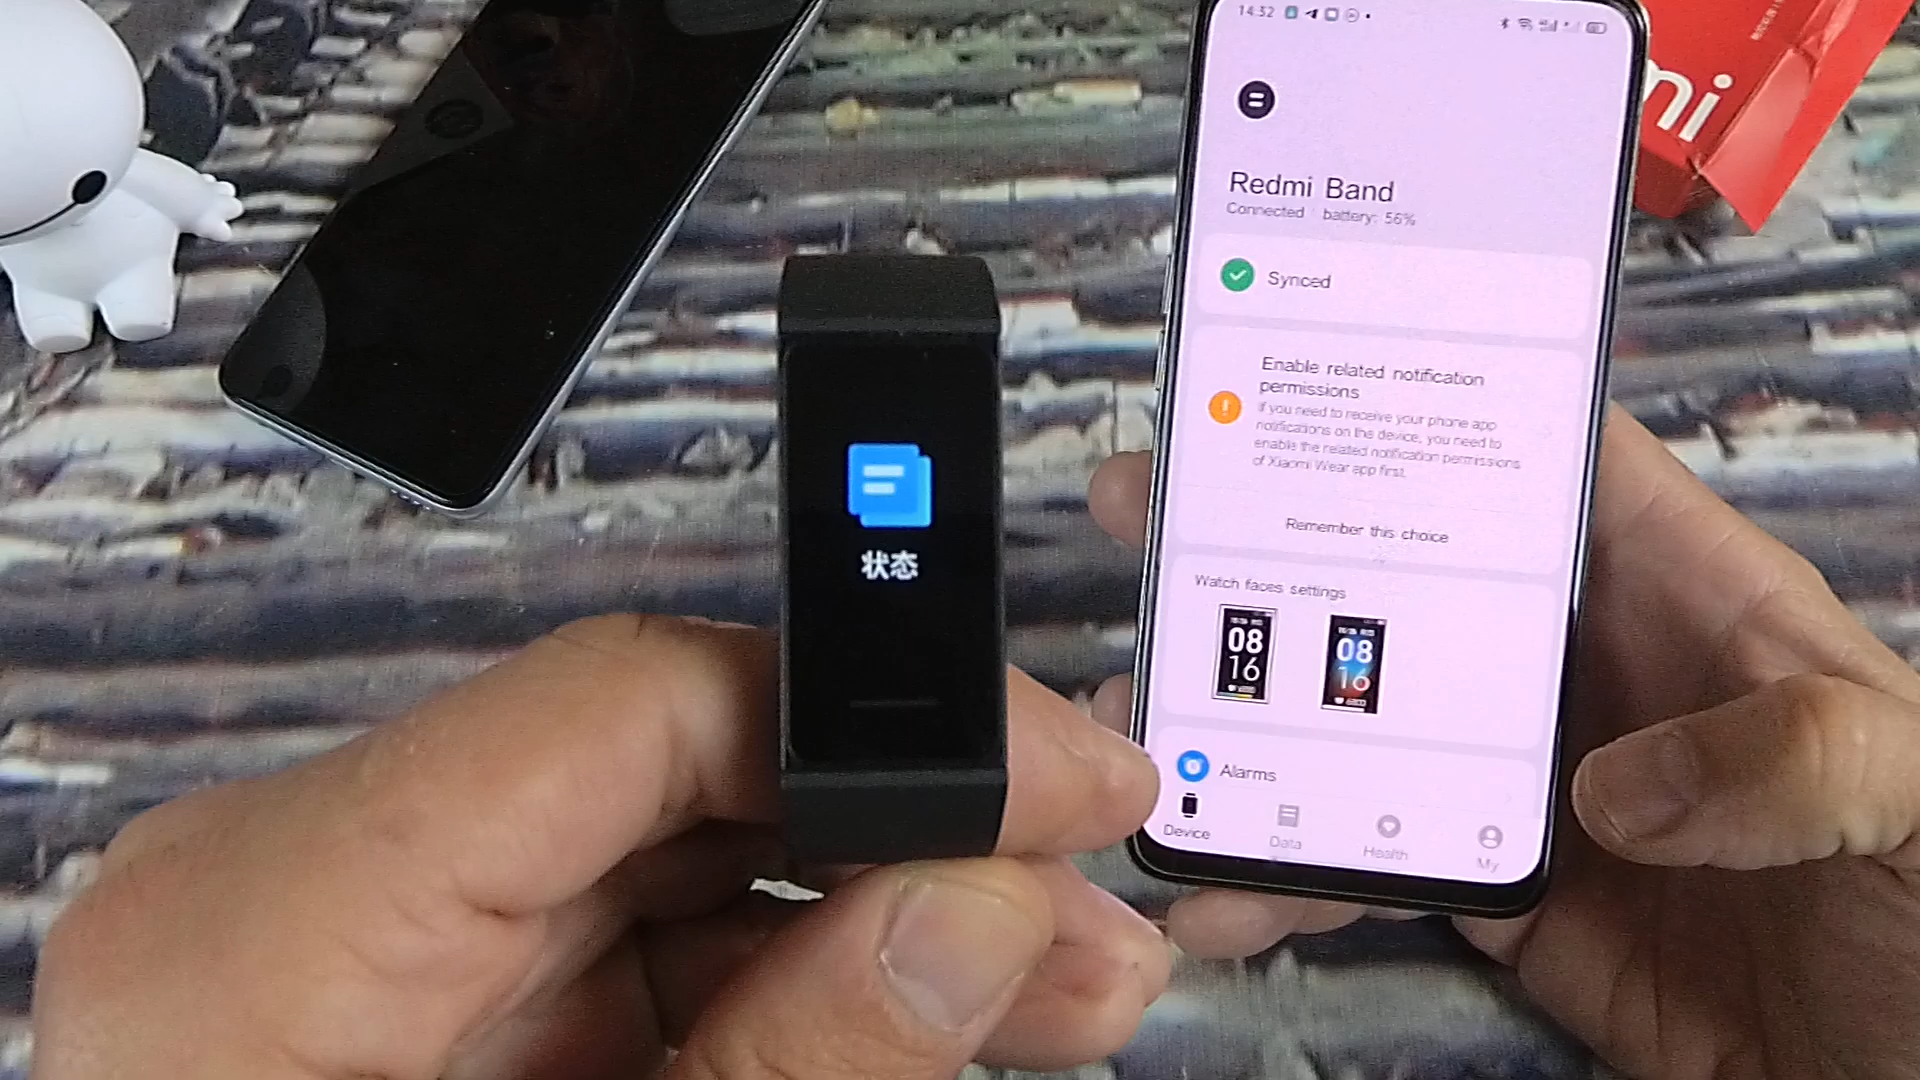 14:32
mi
Redmi Band
Connected battery: 56%
Synced
Enable related notification
permissions
If you need to receive your phone app
notifications on the device, you need to
enable the related notification permissions
of Xiaomi Wear app first.
状态
Remember this choice
Watch faces settings
08
16
08
16
Alarms
Device
Data
Health
My